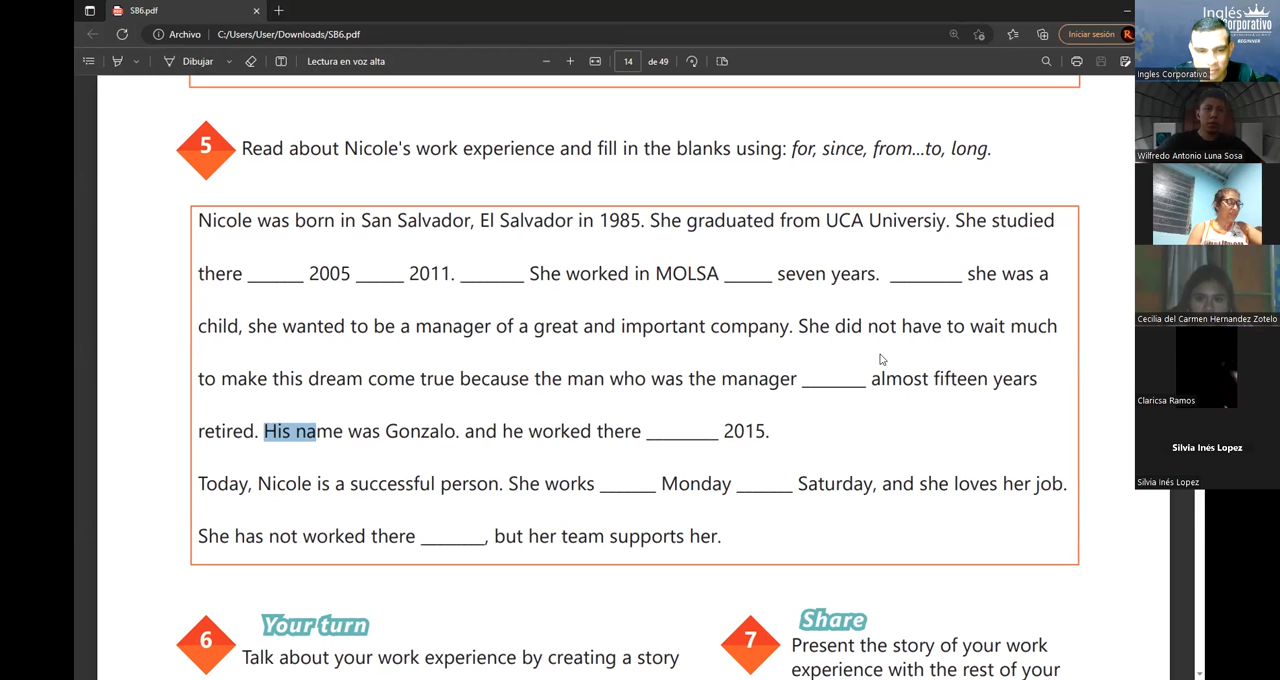 SB6.pdf
Archivo C:/Users/User/Downloads/SB6.pdf Iniciar sesión R
Dibujar Lectura en voz alta 14 de 49
5 Read about Nicole's work experience and fill in the blanks using: for, since, from...to, long.
Nicole was born in San Salvador, El Salvador in 1985. She graduated from UCA Universiy. She studied
there ______ 2005 _____ 2011. _______ She worked in MOLSA _____ seven years. ________ she was a
child, she wanted to be a manager of a great and important company. She did not have to wait much
to make this dream come true because the man who was the manager _______ almost fifteen years
retired. His name was Gonzalo. and he worked there ________ 2015.
Today, Nicole is a successful person. She works ______ Monday ______ Saturday, and she loves her job.
She has not worked there _______, but her team supports her.
6 Your turn
Talk about your work experience by creating a story
7 Share
Present the story of your work
experience with the rest of your
Inglés
Corporativo
BEGINNER
Ingles Corporativo
Wilfredo Antonio Luna Sosa
Cecilia del Carmen Hernandez Zotelo
Claricsa Ramos
Silvia Inés Lopez
Silvia Inés Lopez